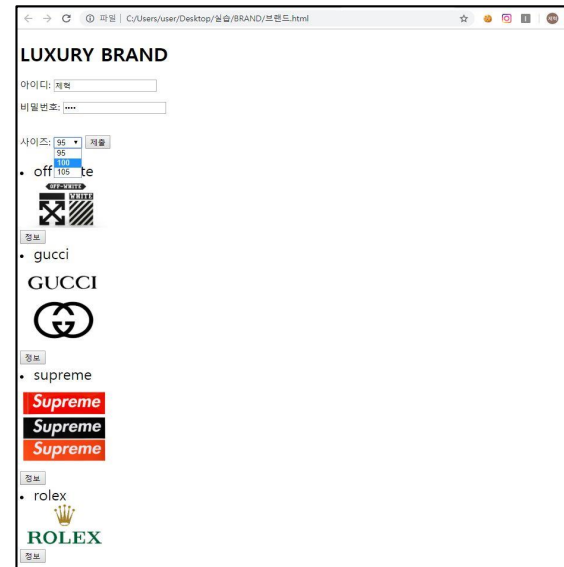 파일 | C:/Users/user/Desktop/실습/BRAND/브랜드.html
LUXURY BRAND
아이디: 제혁
비밀번호: ••••
사이즈: 95 제출
95
100
105
• off te
OFF-WHITE
WHITE
정보
• gucci
GUCCI
정보
• supreme
Supreme
Supreme
Supreme
정보
• rolex
ROLEX
정보